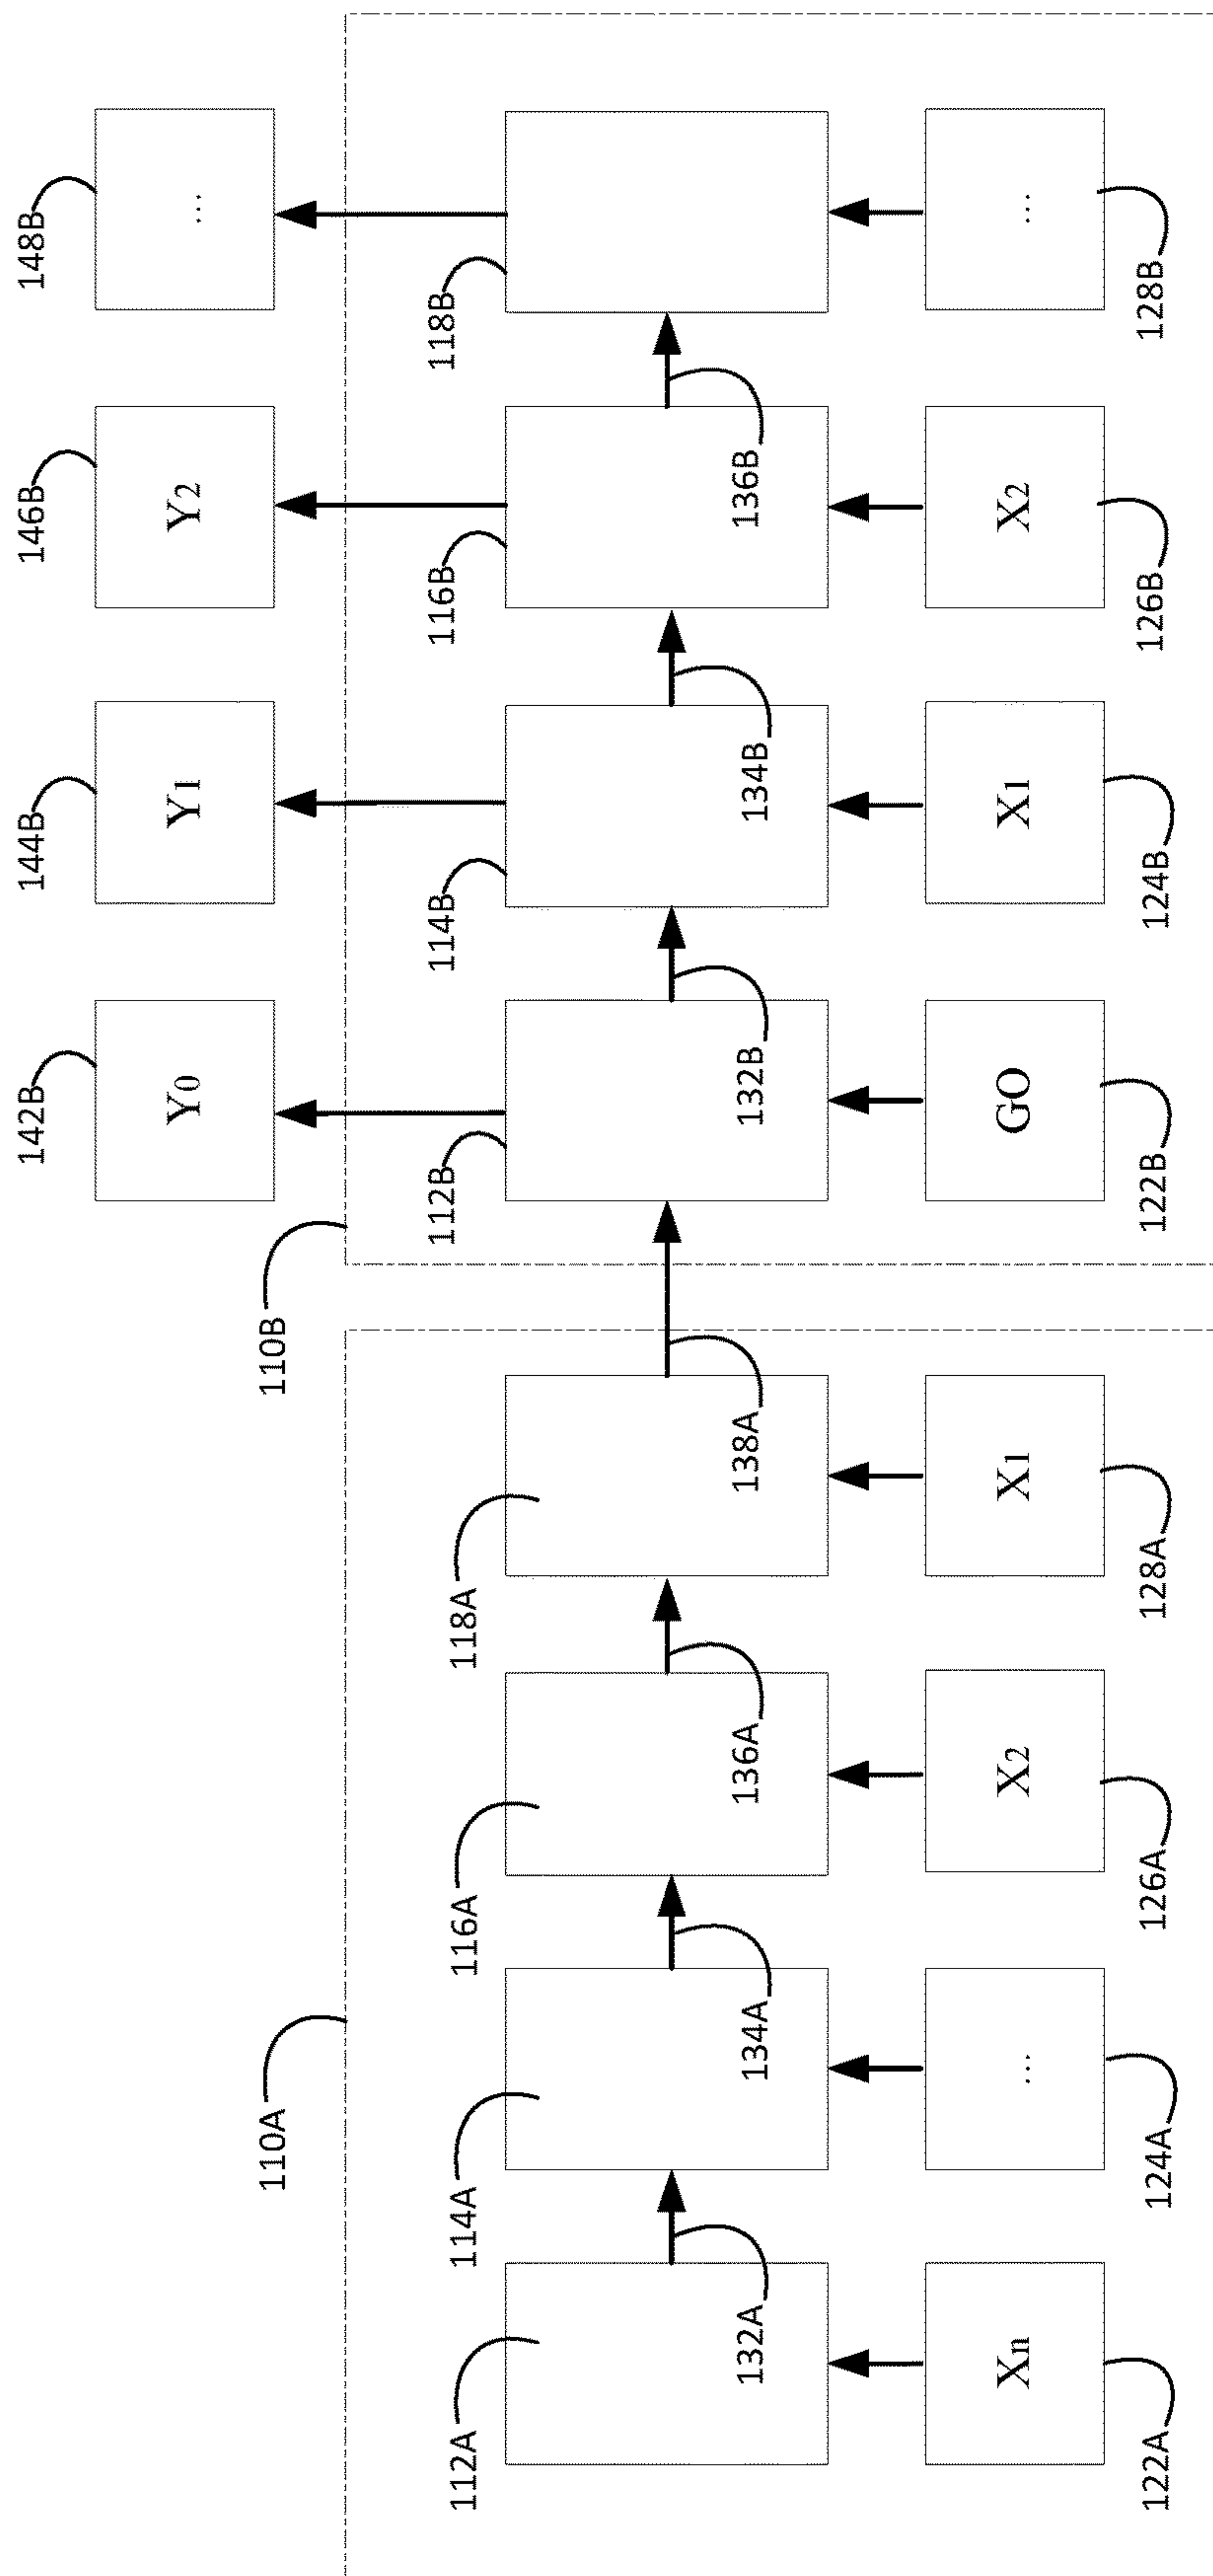 142B
144B
146B
148B
Y0
Y1
Y2
...
110A
110B
112A
114A
116A
118A
112B
114B
116B
118B
132A
134A
136A
138A
132B
134B
136B
Xn
...
X2
X1
GO
X1
X2
...
122A
124A
126A
128A
122B
124B
126B
128B